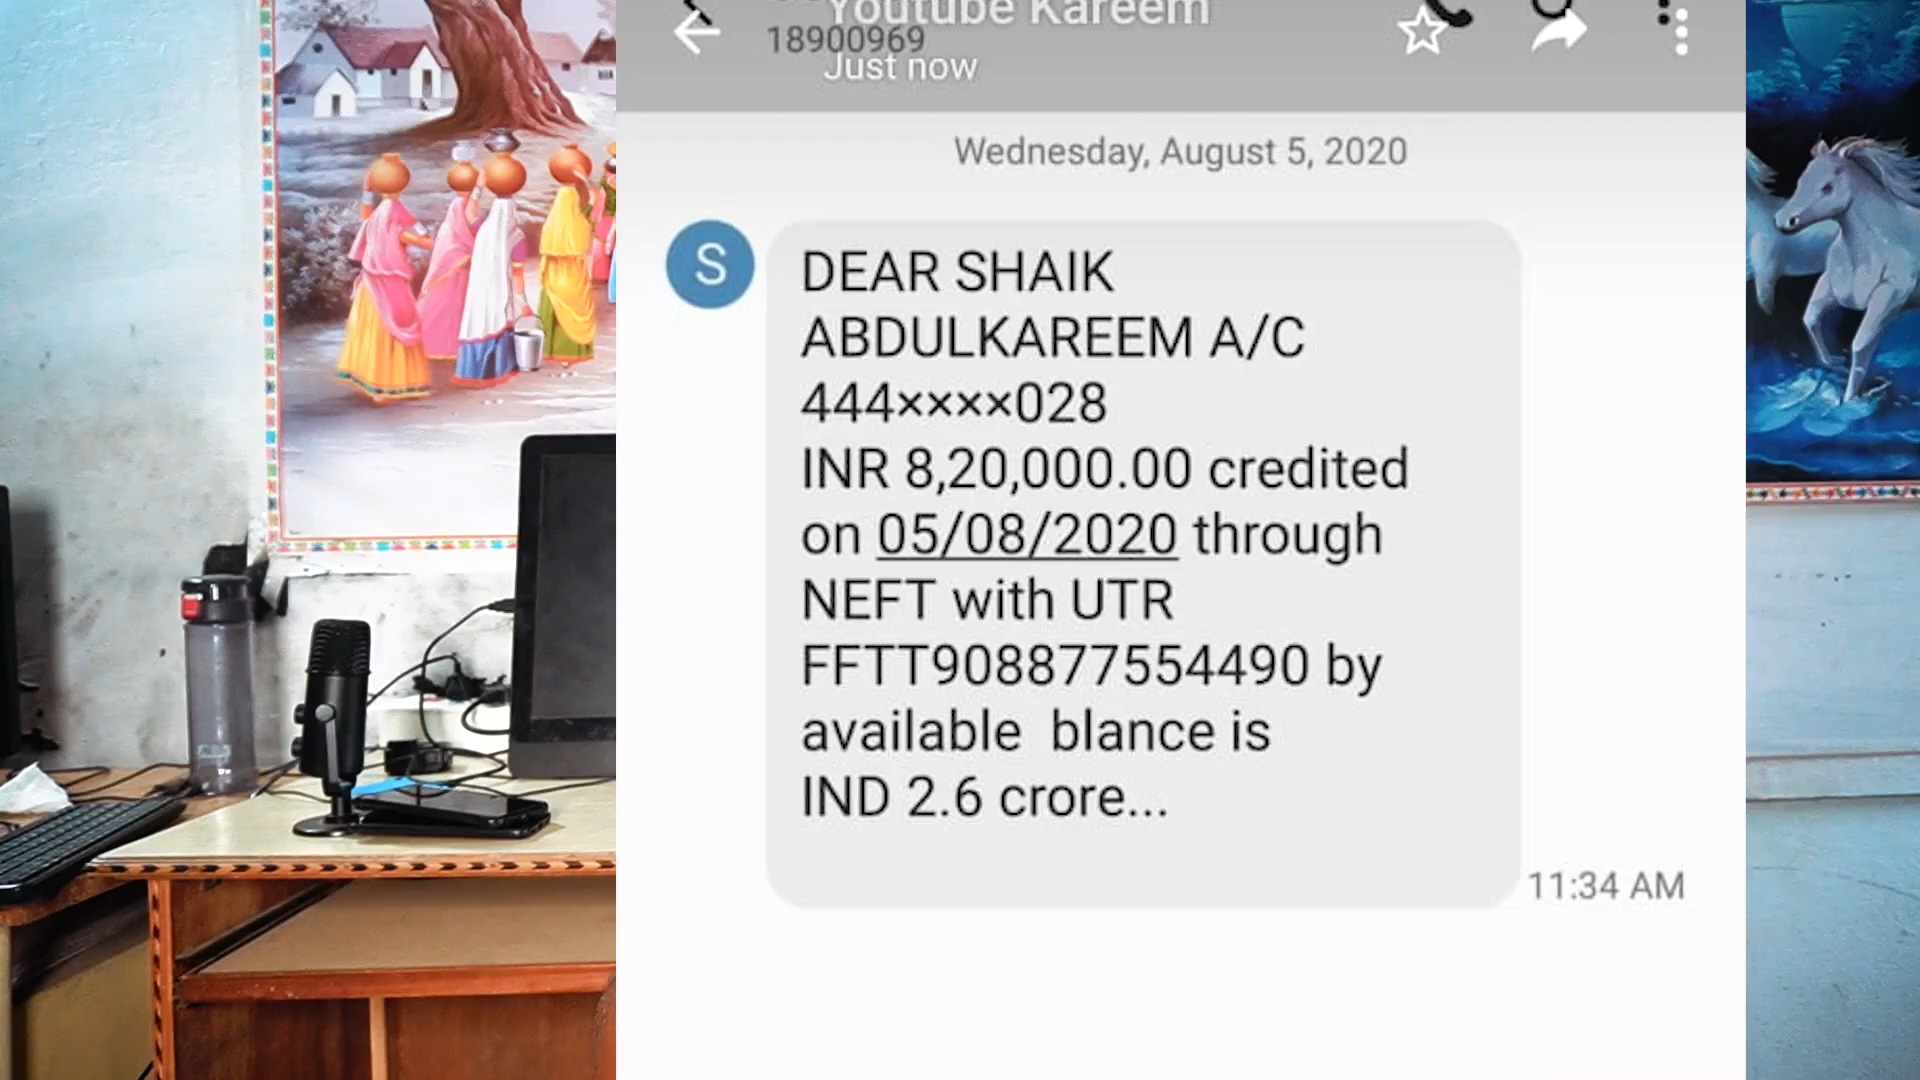 Youtube Kareem
18900969
Just now
Wednesday, August 5, 2020
S
DEAR SHAIK
ABDULKAREEM A/C
444××××028
INR 8,20,000.00 credited
on 05/08/2020 through
NEFT with UTR
FFTT908877554490 by
available blance is
IND 2.6 crore...
11:34 AM